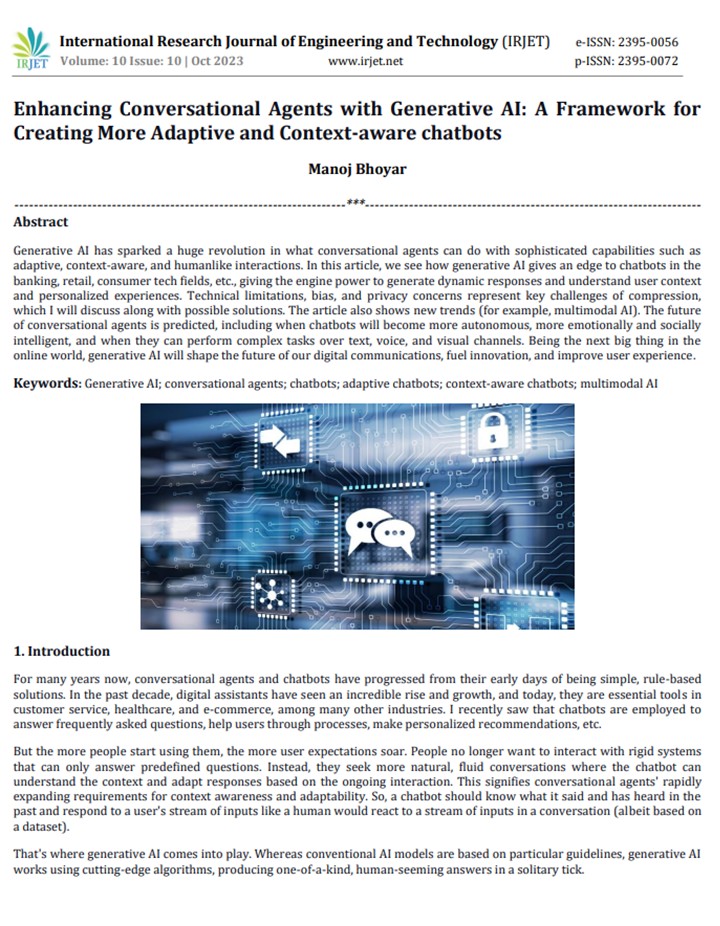 International Research Journal of Engineering and Technology (IRJET) e-ISSN: 2395-0056
IRJET Volume: 10 Issue: 10 | Oct 2023 www.irjet.net p-ISSN: 2395-0072
Enhancing Conversational Agents with Generative AI: A Framework for
Creating More Adaptive and Context-aware chatbots
Manoj Bhoyar
---------------------------------------------------------------------***---------------------------------------------------------------------
Abstract
Generative AI has sparked a huge revolution in what conversational agents can do with sophisticated capabilities such as
adaptive, context-aware, and humanlike interactions. In this article, we see how generative AI gives an edge to chatbots in the
banking, retail, consumer tech fields, etc., giving the engine power to generate dynamic responses and understand user context
and personalized experiences. Technical limitations, bias, and privacy concerns represent key challenges of compression,
which I will discuss along with possible solutions. The article also shows new trends (for example, multimodal AI). The future
of conversational agents is predicted, including when chatbots will become more autonomous, more emotionally and socially
intelligent, and when they can perform complex tasks over text, voice, and visual channels. Being the next big thing in the
online world, generative AI will shape the future of our digital communications, fuel innovation, and improve user experience.
Keywords: Generative AI; conversational agents; chatbots; adaptive chatbots; context-aware chatbots; multimodal AI
1. Introduction
For many years now, conversational agents and chatbots have progressed from their early days of being simple, rule-based
solutions. In the past decade, digital assistants have seen an incredible rise and growth, and today, they are essential tools in
customer service, healthcare, and e-commerce, among many other industries. I recently saw that chatbots are employed to
answer frequently asked questions, help users through processes, make personalized recommendations, etc.
But the more people start using them, the more user expectations soar. People no longer want to interact with rigid systems
that can only answer predefined questions. Instead, they seek more natural, fluid conversations where the chatbot can
understand the context and adapt responses based on the ongoing interaction. This signifies conversational agents' rapidly
expanding requirements for context awareness and adaptability. So, a chatbot should know what it said and has heard in the
past and respond to a user's stream of inputs like a human would react to a stream of inputs in a conversation (albeit based on
a dataset).
That's where generative AI comes into play. Whereas conventional AI models are based on particular guidelines, generative AI
works using cutting-edge algorithms, producing one-of-a-kind, human-seeming answers in a solitary tick.